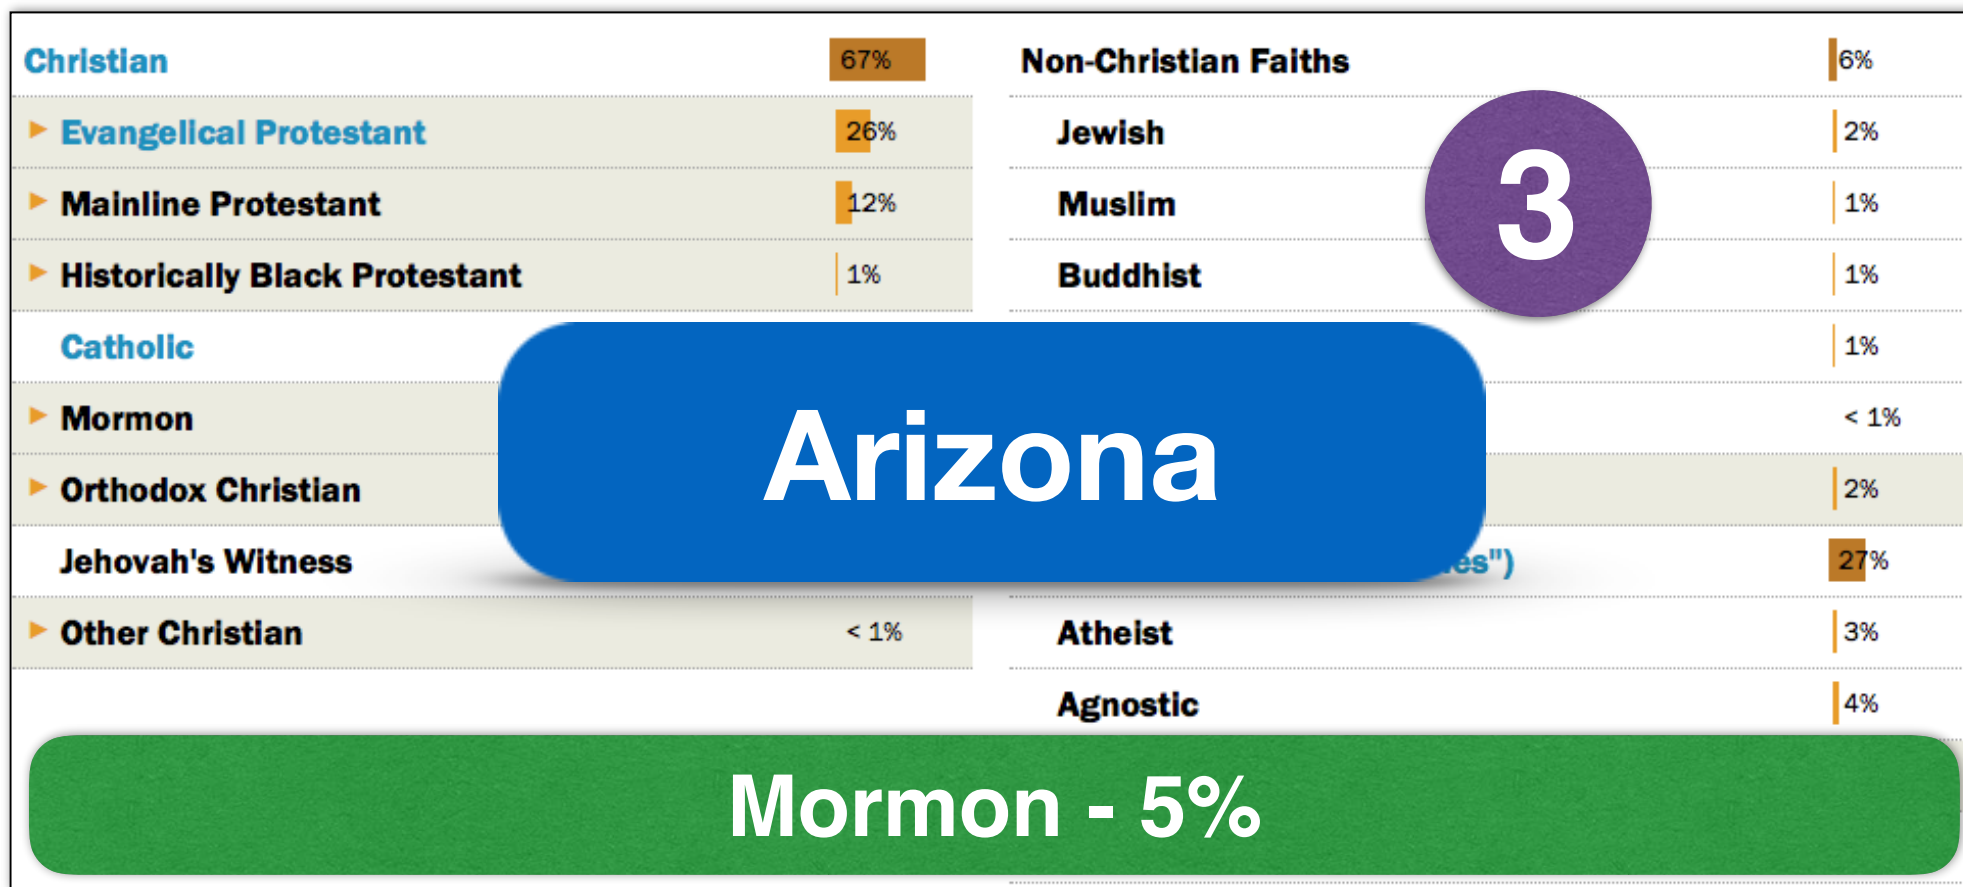 Christian 67%
Evangelical Protestant 26%
Mainline Protestant 12%
Historically Black Protestant 1%
Catholic
Mormon
Orthodox Christian
Jehovah's Witness
Other Christian < 1%
Non-Christian Faiths 6%
Jewish 2%
Muslim 1%
Buddhist 1%
1%
< 1%
2%
es") 27%
Atheist 3%
Agnostic 4%
3
Arizona
Mormon - 5%